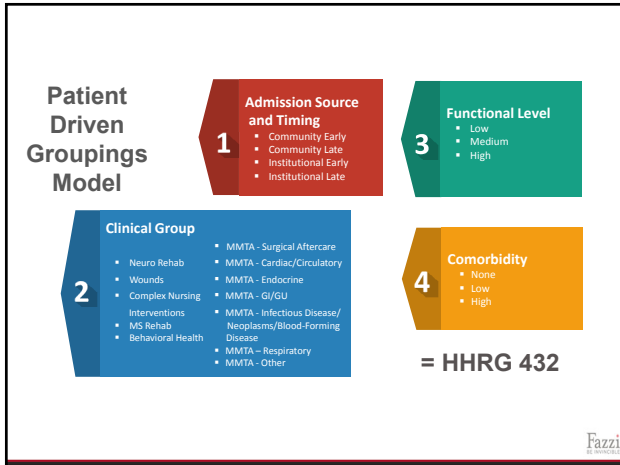 Patient
Driven
Groupings
Model
1
Admission Source
and Timing
▪ Community Early
▪ Community Late
▪ Institutional Early
▪ Institutional Late
2
Clinical Group
▪ Neuro Rehab
▪ Wounds
▪ Complex Nursing
Interventions
▪ MS Rehab
▪ Behavioral Health
▪ MMTA - Surgical Aftercare
▪ MMTA - Cardiac/Circulatory
▪ MMTA - Endocrine
▪ MMTA - GI/GU
▪ MMTA - Infectious Disease/
Neoplasms/Blood-Forming
Disease
▪ MMTA – Respiratory
▪ MMTA - Other
3
Functional Level
▪ Low
▪ Medium
▪ High
4
Comorbidity
▪ None
▪ Low
▪ High
= HHRG 432
Fazzi
BE INVINCIBLE